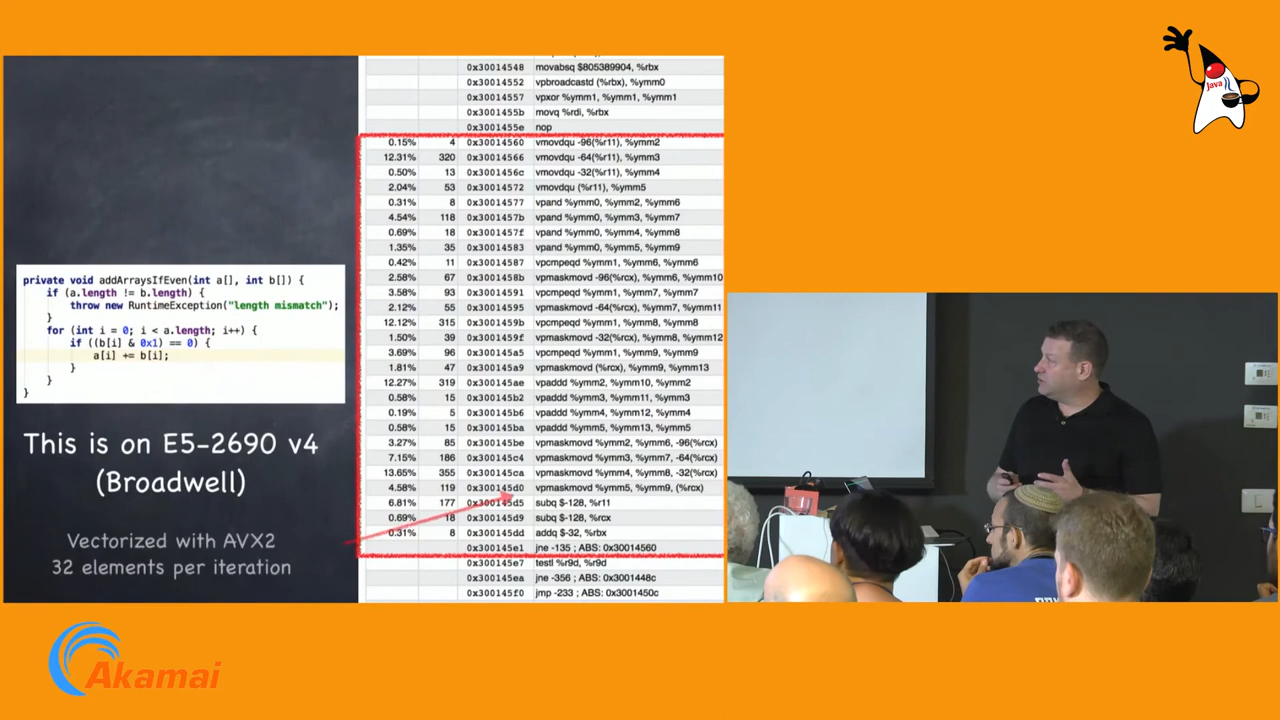 private void addArraysIfEven(int a[], int b[]) {
if (a.length != b.length) {
throw new RuntimeException("length mismatch");
}
for (int i = 0; i < a.length; i++) {
if ((b[i] & 0x1) == 0) {
a[i] += b[i];
}
}
}
This is on E5-2690 v4
(Broadwell)
Vectorized with AVX2
32 elements per iteration
0x30014548 movabsq $805389904, %rbx
0x30014552 vpbroadcastd (%rbx), %ymm0
0x30014557 vpxor %ymm1, %ymm1, %ymm1
0x3001455b movq %rdi, %rbx
0x3001455e nop
0.15% 4 0x30014560 vmovdqu -96(%r11), %ymm2
12.31% 320 0x30014566 vmovdqu -64(%r11), %ymm3
0.50% 13 0x3001456c vmovdqu -32(%r11), %ymm4
2.04% 53 0x30014572 vmovdqu (%r11), %ymm5
0.31% 8 0x30014577 vpand %ymm0, %ymm2, %ymm6
4.54% 118 0x3001457b vpand %ymm0, %ymm3, %ymm7
0.69% 18 0x3001457f vpand %ymm0, %ymm4, %ymm8
1.35% 35 0x30014583 vpand %ymm0, %ymm5, %ymm9
0.42% 11 0x30014587 vpcmpeqd %ymm1, %ymm6, %ymm6
2.58% 67 0x3001458b vpmaskmovd -96(%rcx), %ymm6, %ymm10
3.58% 93 0x30014591 vpcmpeqd %ymm1, %ymm7, %ymm7
2.12% 55 0x30014595 vpmaskmovd -64(%rcx), %ymm7, %ymm11
12.12% 315 0x3001459b vpcmpeqd %ymm1, %ymm8, %ymm8
1.50% 39 0x3001459f vpmaskmovd -32(%rcx), %ymm8, %ymm12
3.69% 96 0x300145a5 vpcmpeqd %ymm1, %ymm9, %ymm9
1.81% 47 0x300145a9 vpmaskmovd (%rcx), %ymm9, %ymm13
12.27% 319 0x300145ae vpaddd %ymm2, %ymm10, %ymm2
0.58% 15 0x300145b2 vpaddd %ymm3, %ymm11, %ymm3
0.19% 5 0x300145b6 vpaddd %ymm4, %ymm12, %ymm4
0.58% 15 0x300145ba vpaddd %ymm5, %ymm13, %ymm5
3.27% 85 0x300145be vpmaskmovd %ymm2, %ymm6, -96(%rcx)
7.15% 186 0x300145c4 vpmaskmovd %ymm3, %ymm7, -64(%rcx)
13.65% 355 0x300145ca vpmaskmovd %ymm4, %ymm8, -32(%rcx)
4.58% 119 0x300145d0 vpmaskmovd %ymm5, %ymm9, (%rcx)
6.81% 177 0x300145d5 subq $-128, %r11
0.69% 18 0x300145d9 subq $-128, %rcx
0.31% 8 0x300145dd addq $-32, %rbx
0x300145e1 jne -135 ; ABS: 0x30014560
0x300145e7 testl %r9d, %r9d
0x300145ea jne -356 ; ABS: 0x3001448c
0x300145f0 jmp -233 ; ABS: 0x3001450c
Java
Akamai